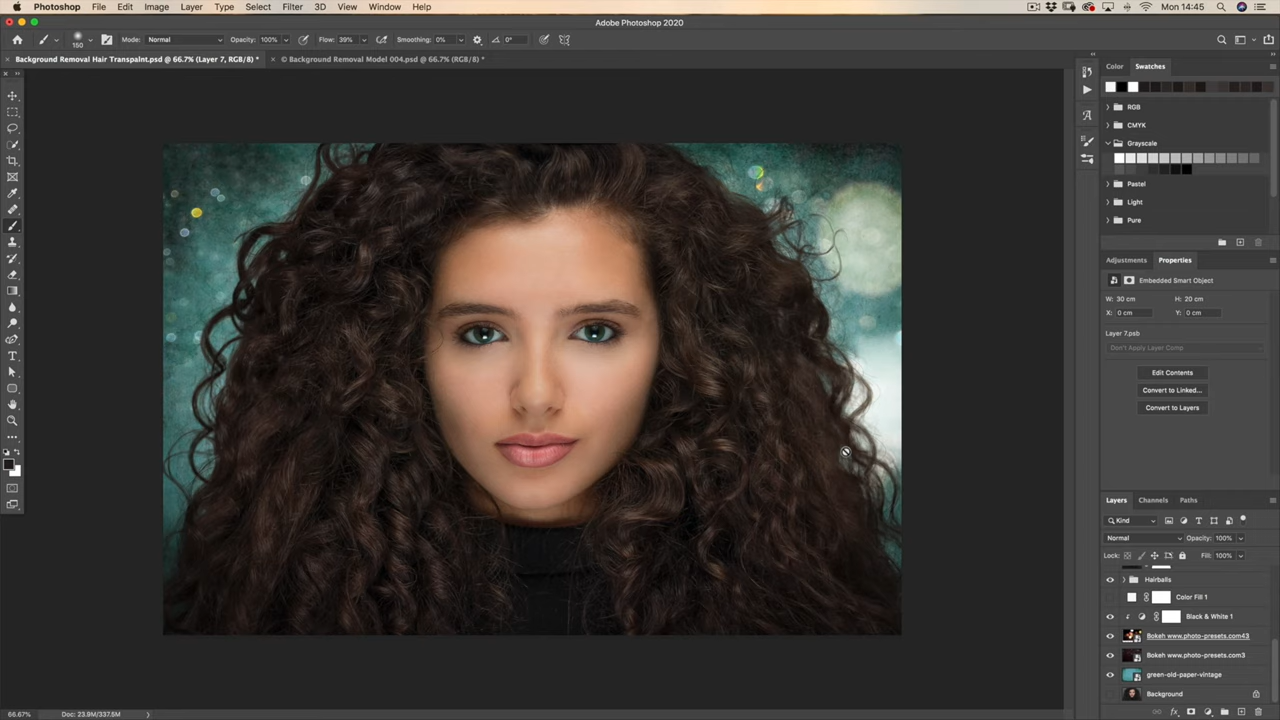 Photoshop File Edit Image Layer Type Select Filter 3D View Window Help Mon 14:45
Adobe Photoshop 2020
150 Mode: Normal Opacity: 100% Flow: 39% Smoothing: 0% 0°
× Background Removal Hair Transpaint.psd @ 66.7% (Layer 7, RGB/8) * × © Background Removal Model 004.psd @ 66.7% (RGB/8) *
Color Swatches
RGB
CMYK
Grayscale
Pastel
Light
Pure
Adjustments Properties
Embedded Smart Object
W: 30 cm H: 20 cm
X: 0 cm Y: 0 cm
Layer 7.psb
Don't Apply Layer Comp
Edit Contents
Convert to Linked...
Convert to Layers
Layers Channels Paths
Kind
Normal Opacity: 100%
Lock: Fill: 100%
Hairballs
Color Fill 1
Black & White 1
Bokeh www.photo-presets.com43
Bokeh www.photo-presets.com3
green-old-paper-vintage
Background
66.67% Doc: 23.9M/337.5M